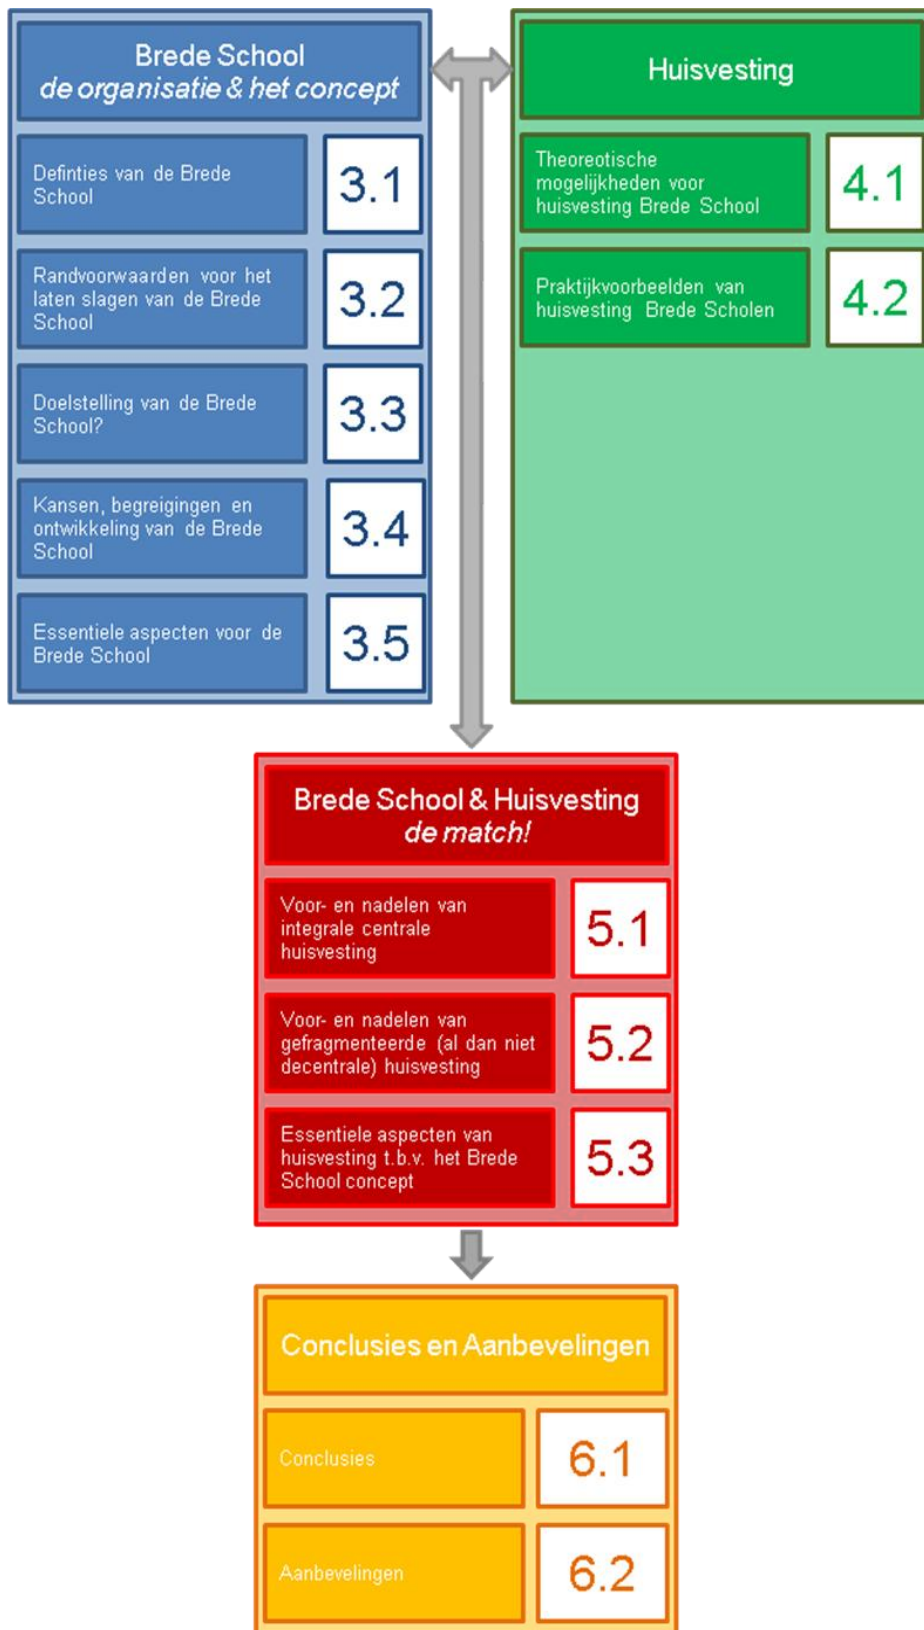 Brede School
de organisatie & het concept
Definties van de Brede
School
3.1
Randvoorwaarden voor het
laten slagen van de Brede
School
3.2
Doelstelling van de Brede
School?
3.3
Kansen, begreigingen en
ontwikkeling van de Brede
School
3.4
Essentiele aspecten voor de
Brede School
3.5
Huisvesting
Theoreotische
mogelijkheden voor
huisvesting Brede School
4.1
Praktijkvoorbeelden van
huisvesting Brede Scholen
4.2
Brede School & Huisvesting
de match!
Voor- en nadelen van
integrale centrale
huisvesting
5.1
Voor- en nadelen van
gefragmenteerde (al dan niet
decentrale) huisvesting
5.2
Essentiele aspecten van
huisvesting t.b.v. het Brede
School concept
5.3
Conclusies en Aanbevelingen
Conclusies
6.1
Aanbevelingen
6.2